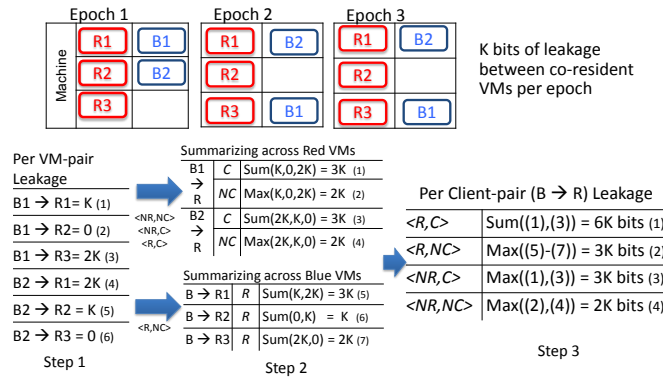 Epoch 1
Epoch 2
Epoch 3
Machine
R1 B1
R2 B2
R3
R1 B2
R2
R3 B1
R1 B2
R2
R3 B1
K bits of leakage
between co-resident
VMs per epoch
Per VM-pair
Leakage
B1 → R1= K (1)
B1 → R2= 0 (2)
B1 → R3= 2K (3)
B2 → R1= 2K (4)
B2 → R2= K (5)
B2 → R3= 0 (6)
Step 1
<NR,NC>
<NR,C>
<R,C>
<R,NC>
Summarizing across Red VMs
B1 → R C Sum(K,0,2K) = 3K (1)
NC Max(K,0,2K) = 2K (2)
B2 → R C Sum(2K,K,0) = 3K (3)
NC Max(2K,K,0) = 2K (4)
Summarizing across Blue VMs
B → R1 R Sum(K,2K) = 3K (5)
B → R2 R Sum(0,K) = K (6)
B → R3 R Sum(2K,0) = 2K (7)
Step 2
Per Client-pair (B → R) Leakage
<R,C> Sum((1),(3)) = 6K bits (1)
<R,NC> Max((5)-(7)) = 3K bits (2)
<NR,C> Max((1),(3)) = 3K bits (3)
<NR,NC> Max((2),(4)) = 2K bits (4)
Step 3